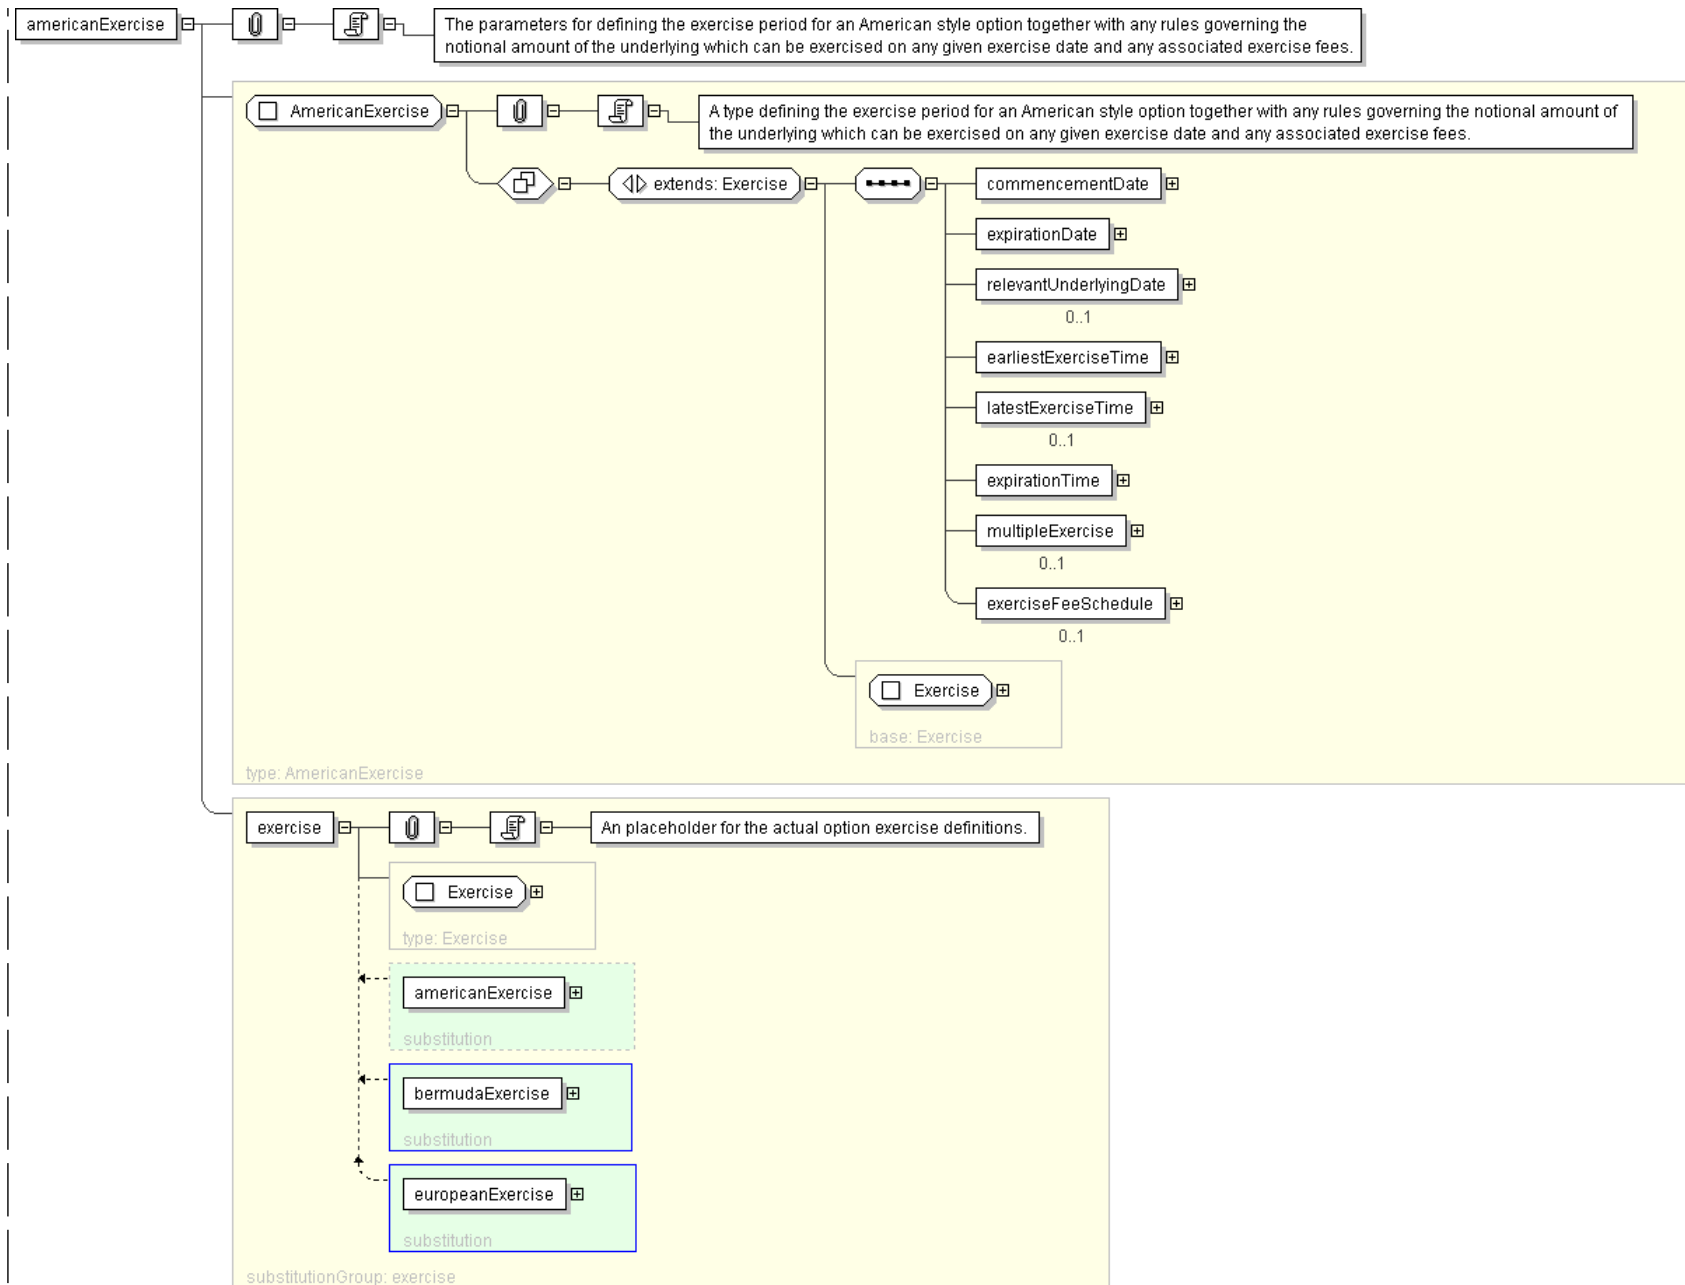 americanExercise
The parameters for defining the exercise period for an American style option together with any rules governing the
notional amount of the underlying which can be exercised on any given exercise date and any associated exercise fees.
AmericanExercise
A type defining the exercise period for an American style option together with any rules governing the notional amount of
the underlying which can be exercised on any given exercise date and any associated exercise fees.
extends: Exercise
commencementDate
expirationDate
relevantUnderlyingDate
0..1
earliestExerciseTime
latestExerciseTime
0..1
expirationTime
multipleExercise
0..1
exerciseFeeSchedule
0..1
Exercise
base: Exercise
type: AmericanExercise
exercise
An placeholder for the actual option exercise definitions.
Exercise
type: Exercise
americanExercise
substitution
bermudaExercise
substitution
europeanExercise
substitution
substitutionGroup: exercise